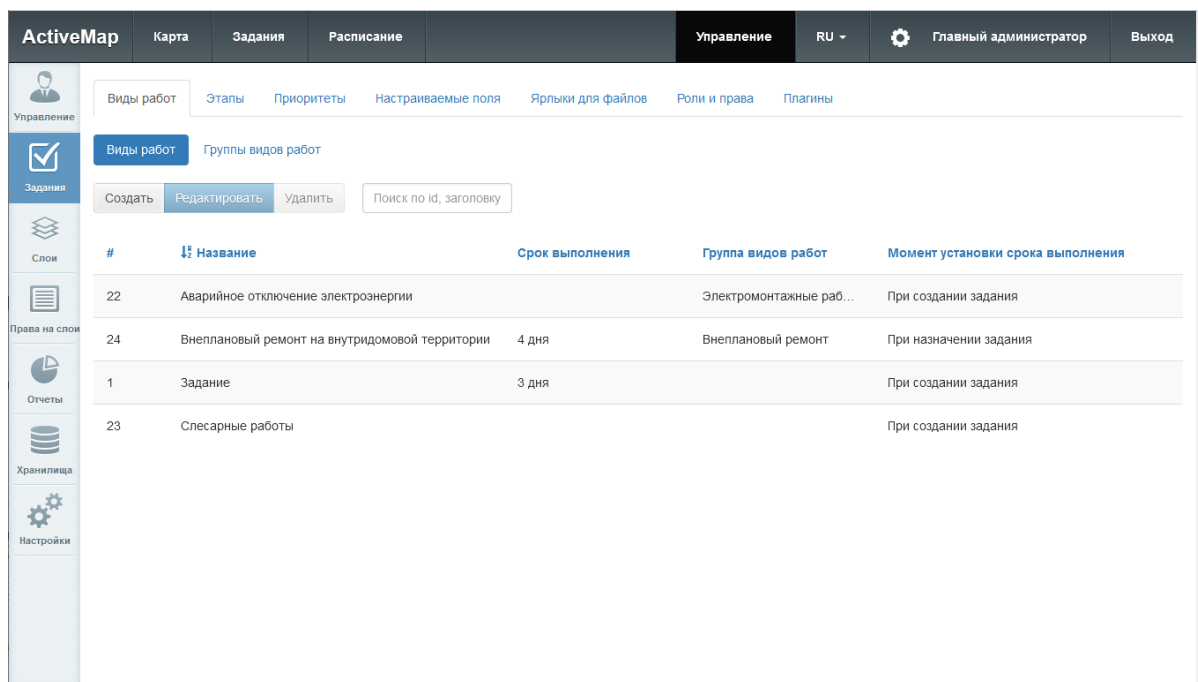 ActiveMap Карта Задания Расписание Управление RU Главный администратор Выход
Управление
Задания
Слои
Права на слои
Отчеты
Хранилища
Настройки
Виды работ Этапы Приоритеты Настраиваемые поля Ярлыки для файлов Роли и права Плагины
Виды работ Группы видов работ
Создать Редактировать Удалить Поиск по id, заголовку
# Название Срок выполнения Группа видов работ Момент установки срока выполнения
22 Аварийное отключение электроэнергии Электромонтажные раб... При создании задания
24 Внеплановый ремонт на внутридомовой территории 4 дня Внеплановый ремонт При назначении задания
1 Задание 3 дня При создании задания
23 Слесарные работы При создании задания